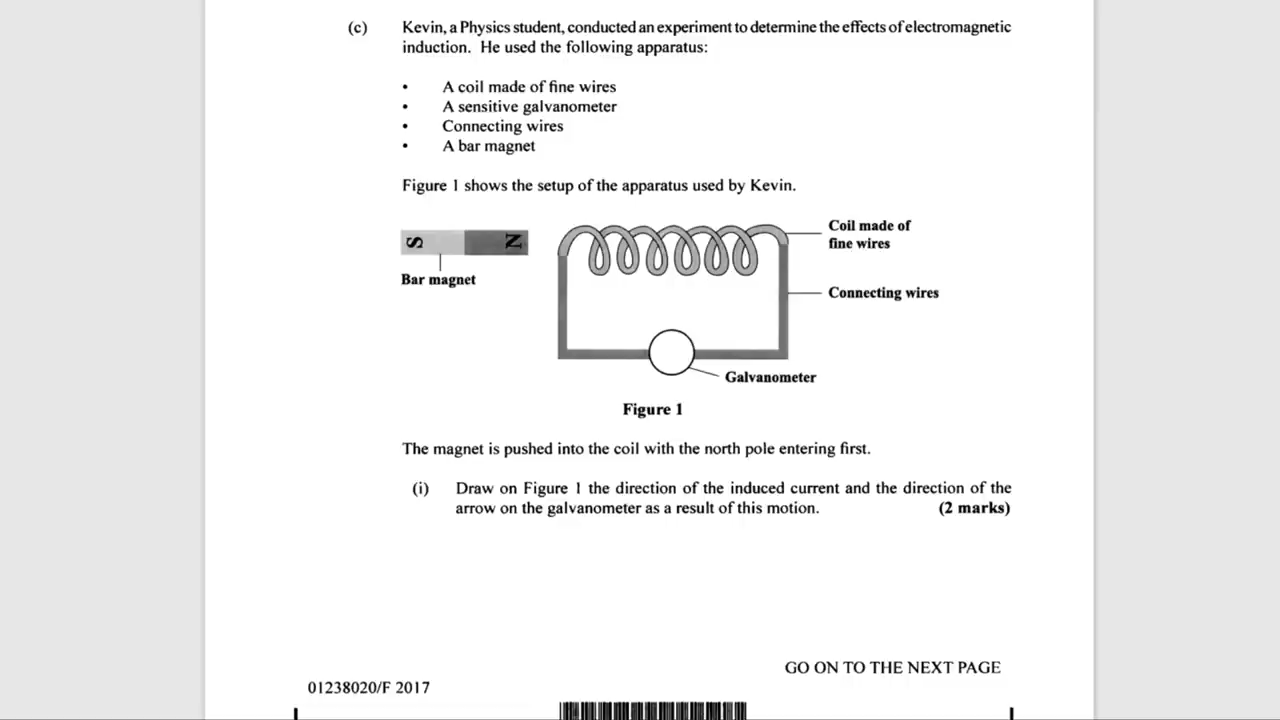 (c) Kevin, a Physics student, conducted an experiment to determine the effects of electromagnetic
induction. He used the following apparatus:
• A coil made of fine wires
• A sensitive galvanometer
• Connecting wires
• A bar magnet
Figure 1 shows the setup of the apparatus used by Kevin.
S N
Bar magnet
Coil made of
fine wires
Connecting wires
Galvanometer
Figure 1
The magnet is pushed into the coil with the north pole entering first.
(i) Draw on Figure 1 the direction of the induced current and the direction of the
arrow on the galvanometer as a result of this motion. (2 marks)
GO ON TO THE NEXT PAGE
01238020/F 2017